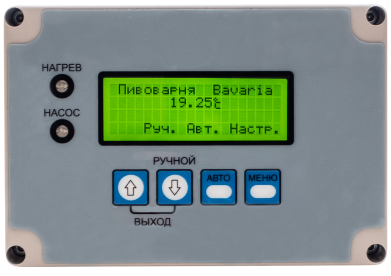 НАГРЕВ
НАСОС
Пивоварня Bavaria
19.25℃
Руч. Авт. Настр.
РУЧНОЙ
АВТО
МЕНЮ
ВЫХОД